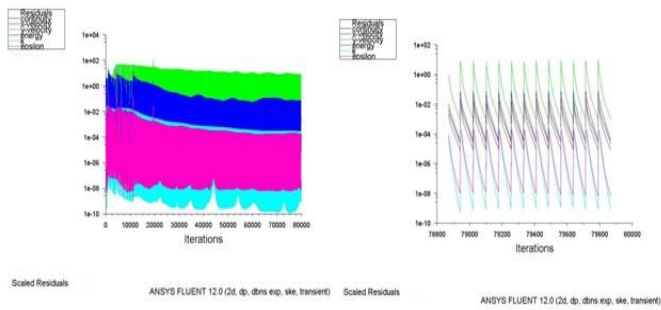 Residuals
continuity
x-velocity
y-velocity
energy
k
epsilon
1e+04
1e+02
1e+00
1e-02
1e-04
1e-06
1e-08
1e-10
0
10000
20000
30000
40000
50000
60000
70000
80000
Iterations
Scaled Residuals
ANSYS FLUENT 12.0 (2d, dp, dbns exp, ske, transient)
Residuals
continuity
x-velocity
y-velocity
energy
k
epsilon
1e+02
1e+00
1e-02
1e-04
1e-06
1e-08
1e-10
78800
79000
79200
79400
79600
79800
80000
Iterations
Scaled Residuals
ANSYS FLUENT 12.0 (2d, dp, dbns exp, ske, transient)